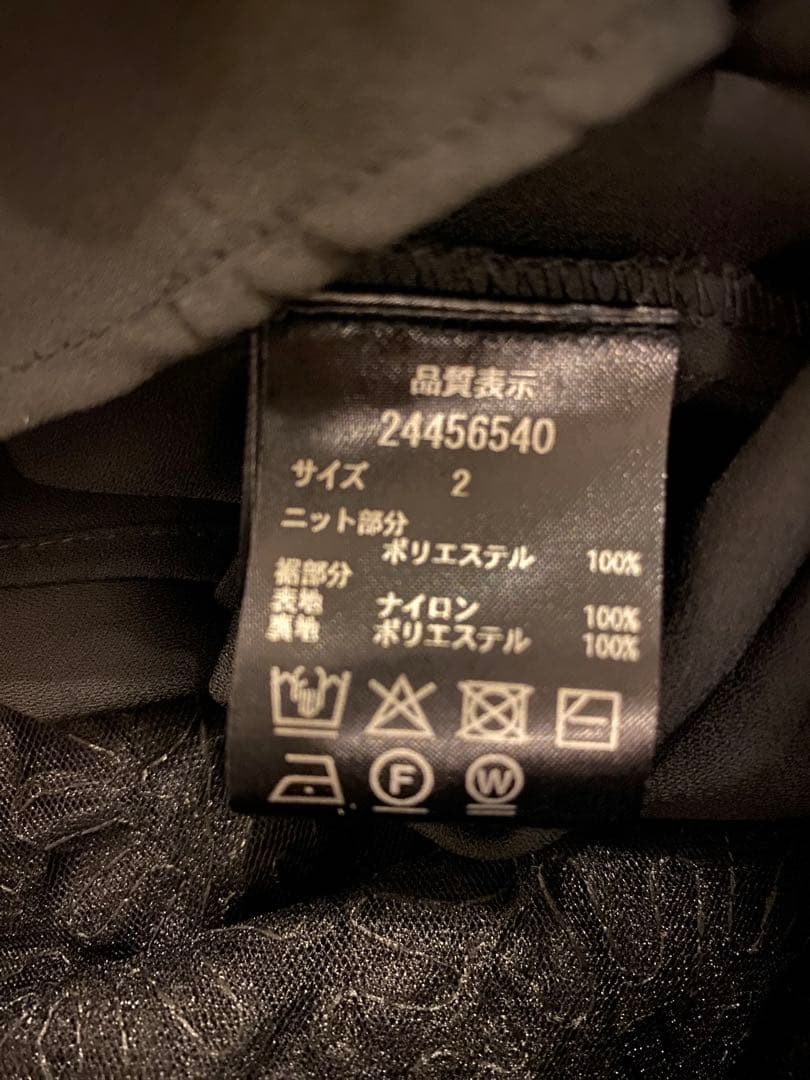 品質表示
24456540
サイズ 2
ニット部分
ポリエステル 100%
裾部分
表地 ナイロン 100%
裏地 ポリエステル 100%
F W